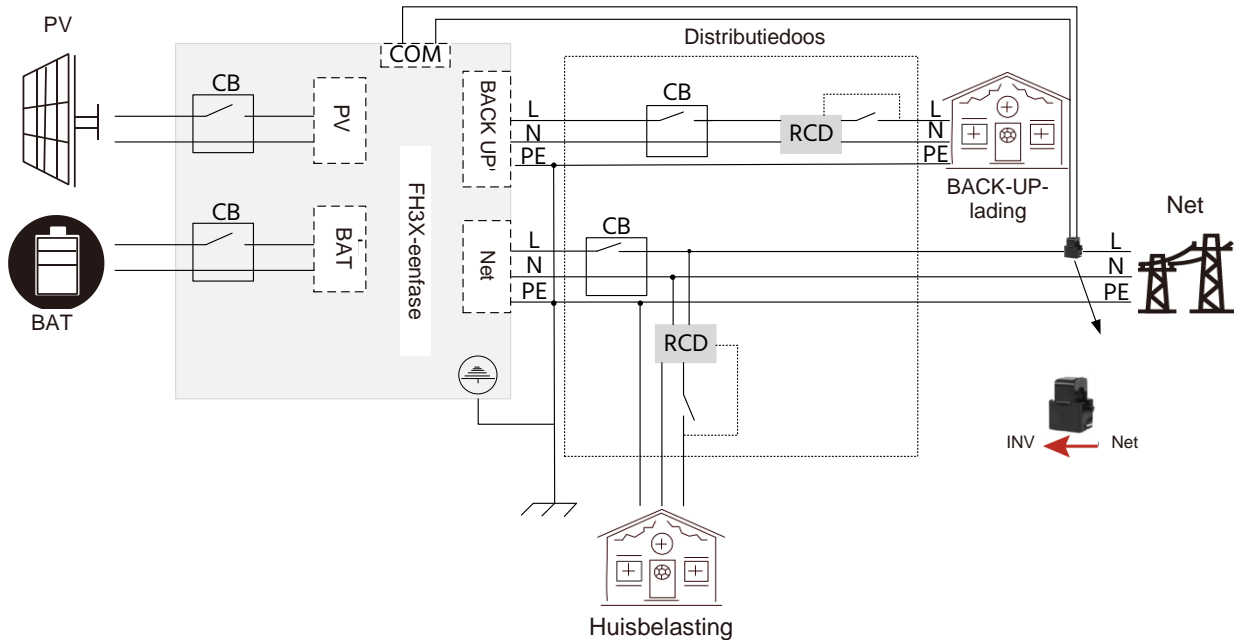 PV
COM
Distributiedoos
CB
PV
BACK UP'
L
N
PE
CB
RCD
L
N
PE
BACK-UP-
lading
FH3X-eenfase
CB
BAT
BAT
Net
L
N
PE
CB
RCD
L
N
PE
Net
INV
Net
Huisbelasting